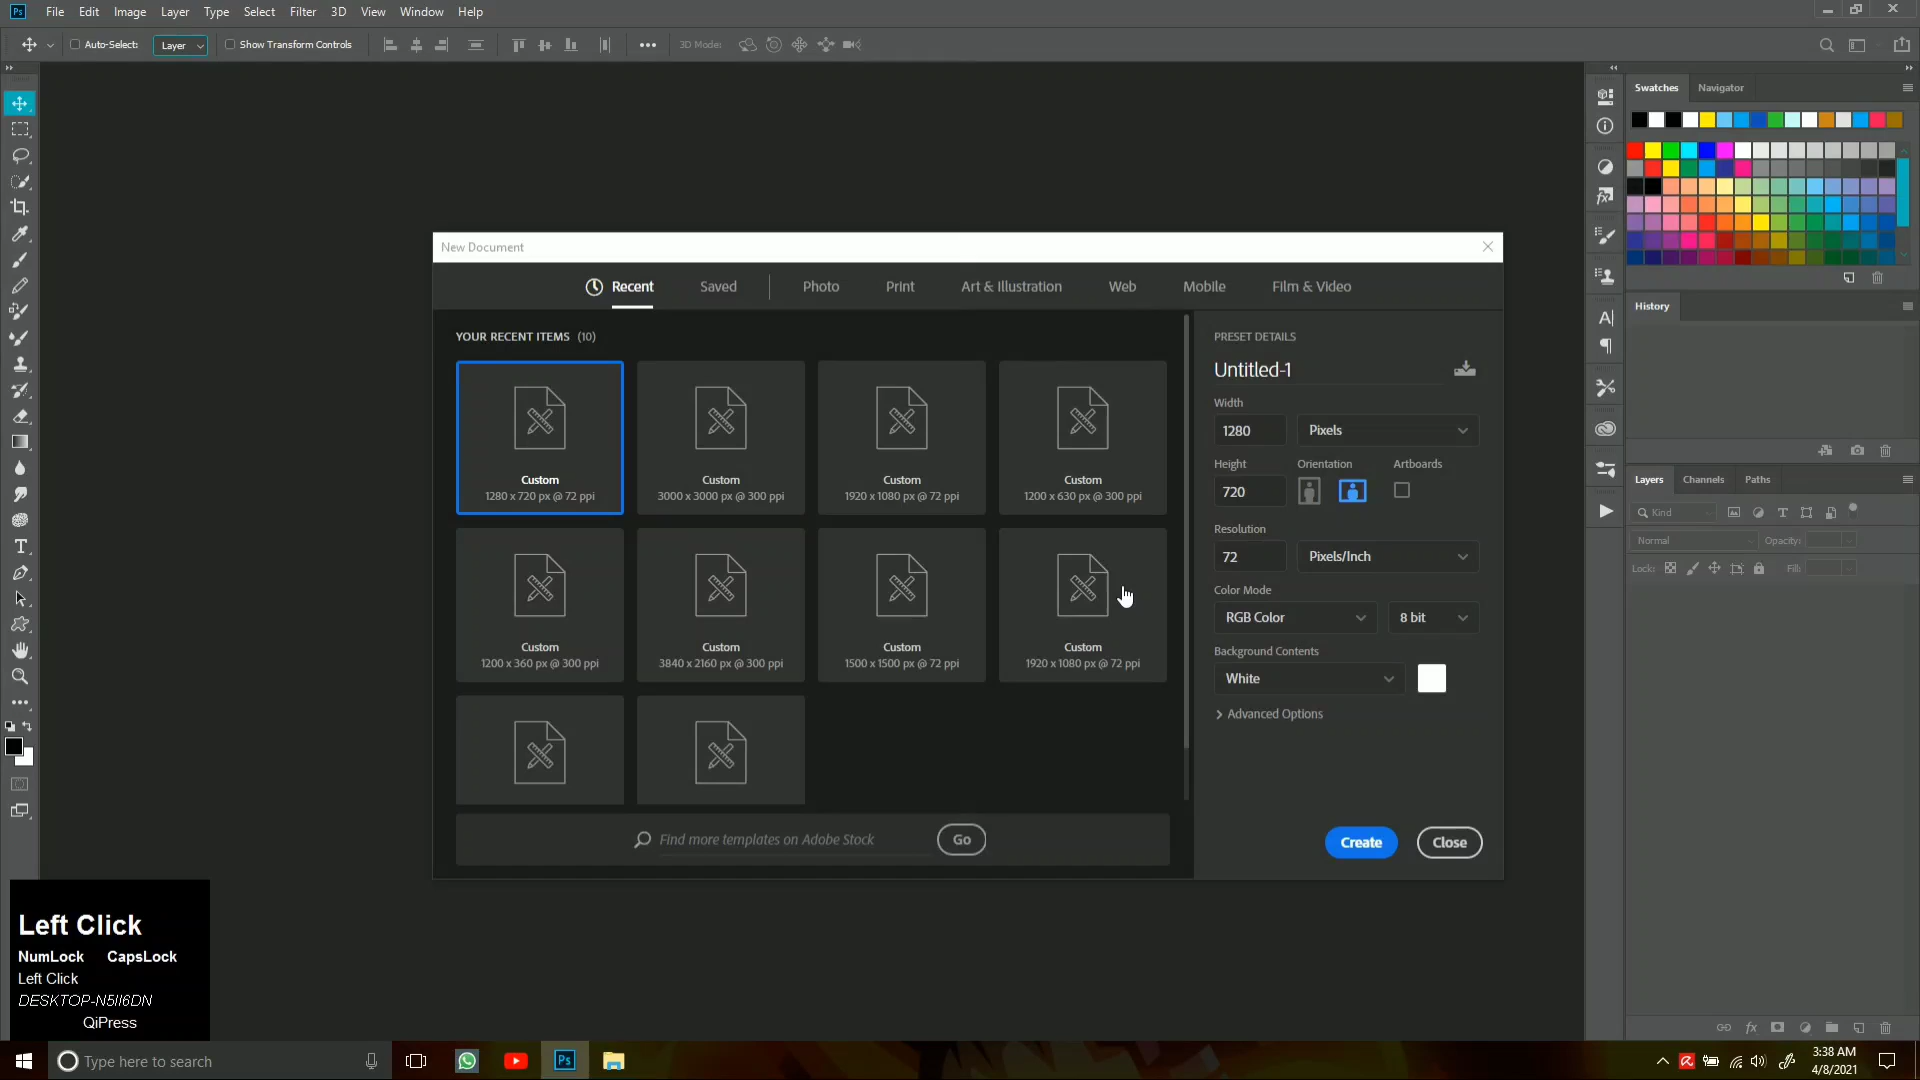 Ps File Edit Image Layer Type Select Filter 3D View Window Help
Auto-Select: Layer Show Transform Controls 3D Mode:
Swatches Navigator
New Document
Recent Saved Photo Print Art & Illustration Web Mobile Film & Video
YOUR RECENT ITEMS (10)
Custom
1280 x 720 px @ 72 ppi
Custom
3000 x 3000 px @ 300 ppi
Custom
1920 x 1080 px @ 72 ppi
Custom
1200 x 630 px @ 300 ppi
Custom
1200 x 360 px @ 300 ppi
Custom
3840 x 2160 px @ 300 ppi
Custom
1500 x 1500 px @ 72 ppi
Custom
1920 x 1080 px @ 72 ppi
Find more templates on Adobe Stock Go
PRESET DETAILS
Untitled-1
Width
1280 Pixels
Height Orientation Artboards
720
Resolution
72 Pixels/Inch
Color Mode
RGB Color 8 bit
Background Contents
White
Advanced Options
Create Close
History
Layers Channels Paths
Kind
Normal Opacity:
Lock: Fill:
Left Click
NumLock CapsLock
Left Click
DESKTOP-N5II6DN
QiPress
Type here to search
Ps
3:38 AM
4/8/2021